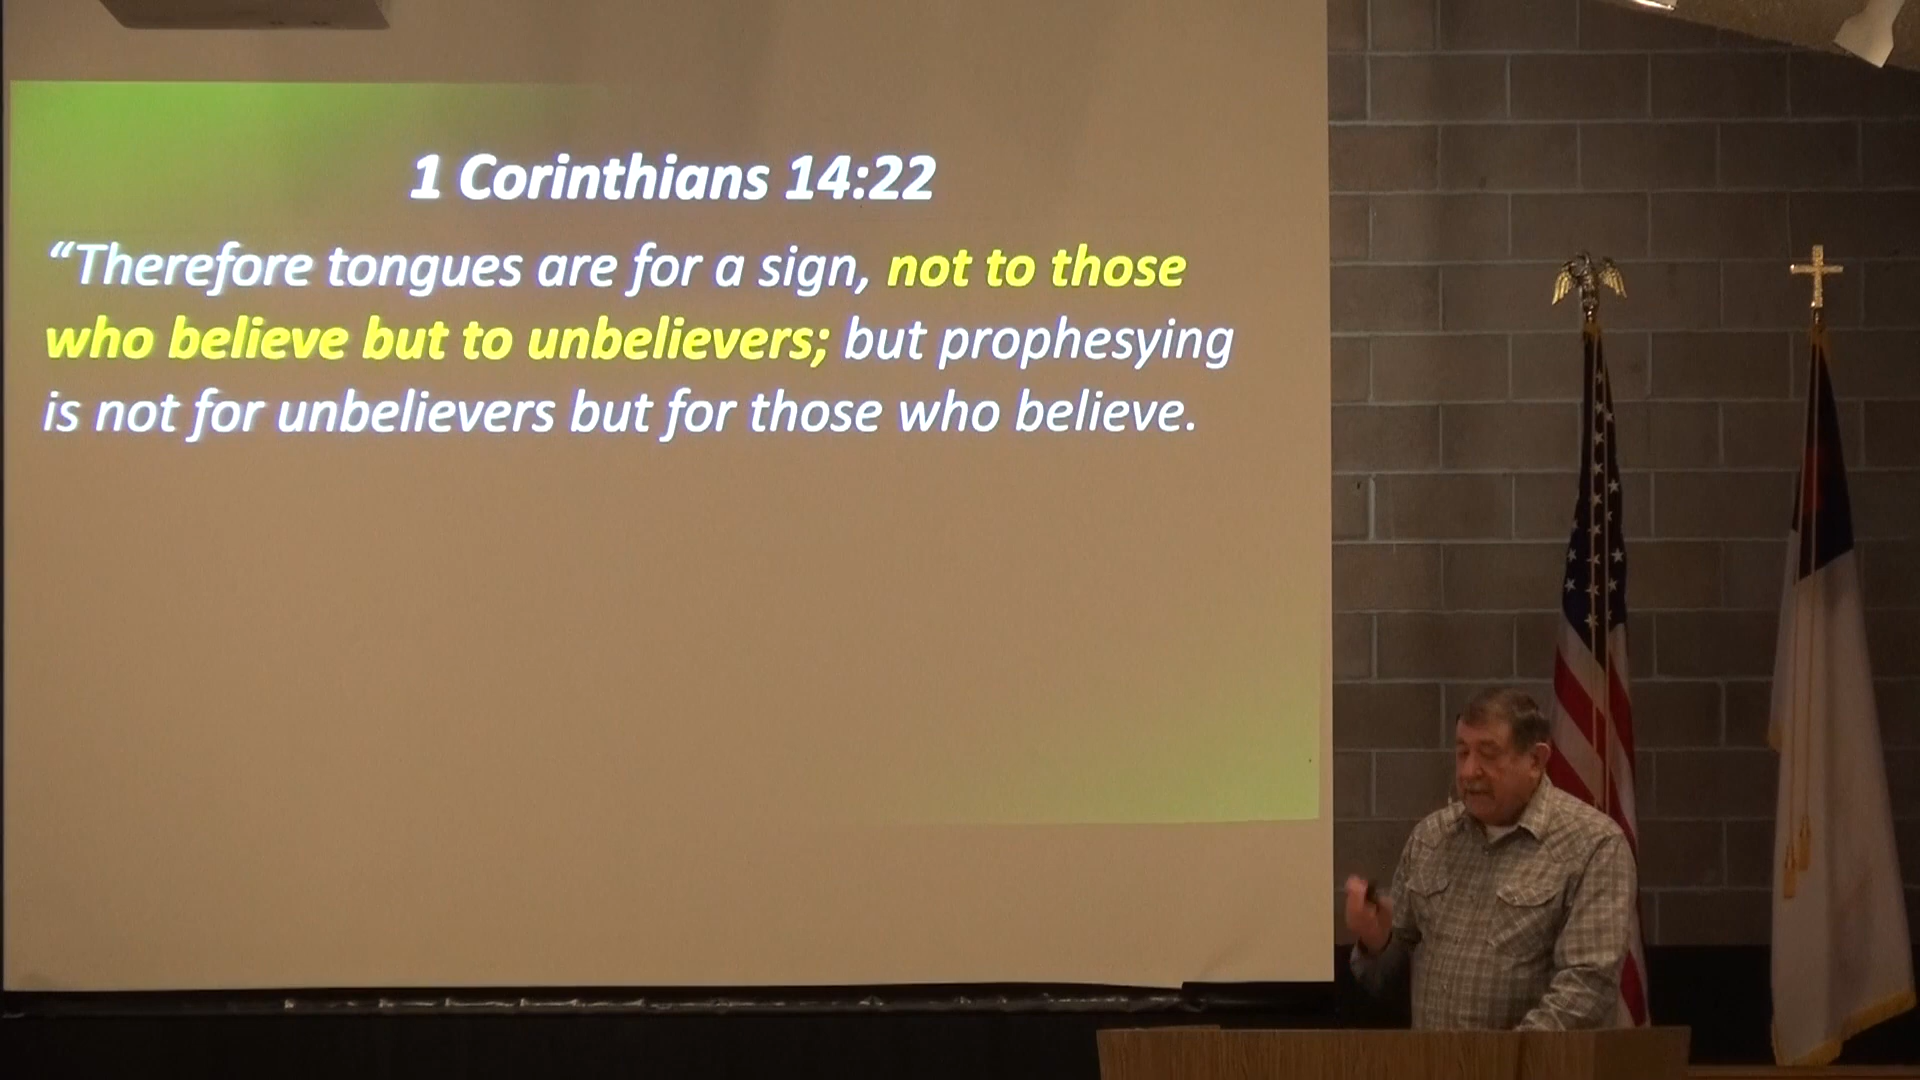 1 Corinthians 14:22
“Therefore tongues are for a sign, not to those
who believe but to unbelievers; but prophesying
is not for unbelievers but for those who believe.